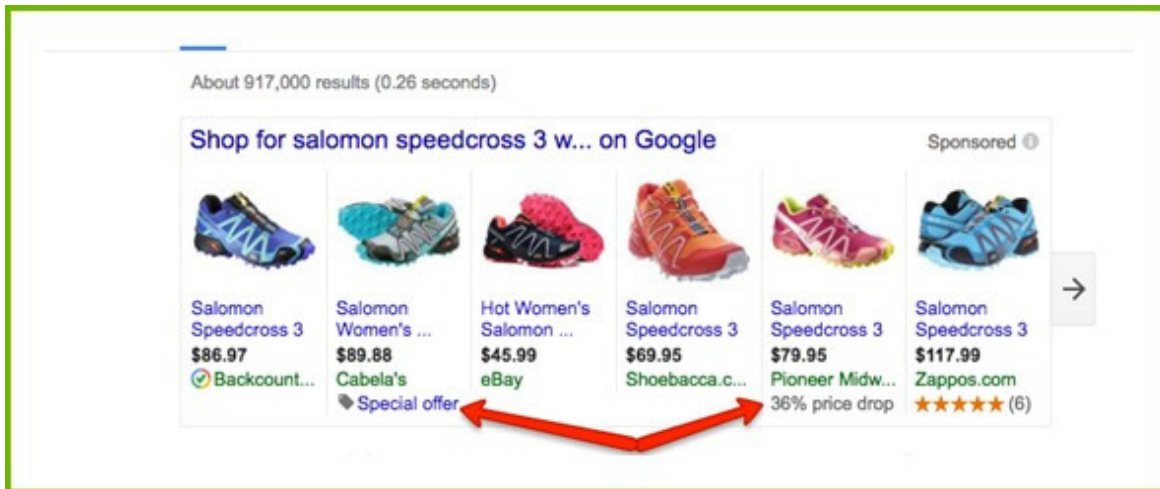 About 917,000 results (0.26 seconds)
Shop for salomon speedcross 3 w... on Google
Sponsored
Salomon
Speedcross 3
$86.97
Backcount...
Salomon
Women's ...
$89.88
Cabela's
Special offer
Hot Women's
Salomon ...
$45.99
eBay
Salomon
Speedcross 3
$69.95
Shoebacca.c...
Salomon
Speedcross 3
$79.95
Pioneer Midw...
36% price drop
Salomon
Speedcross 3
$117.99
Zappos.com
(6)